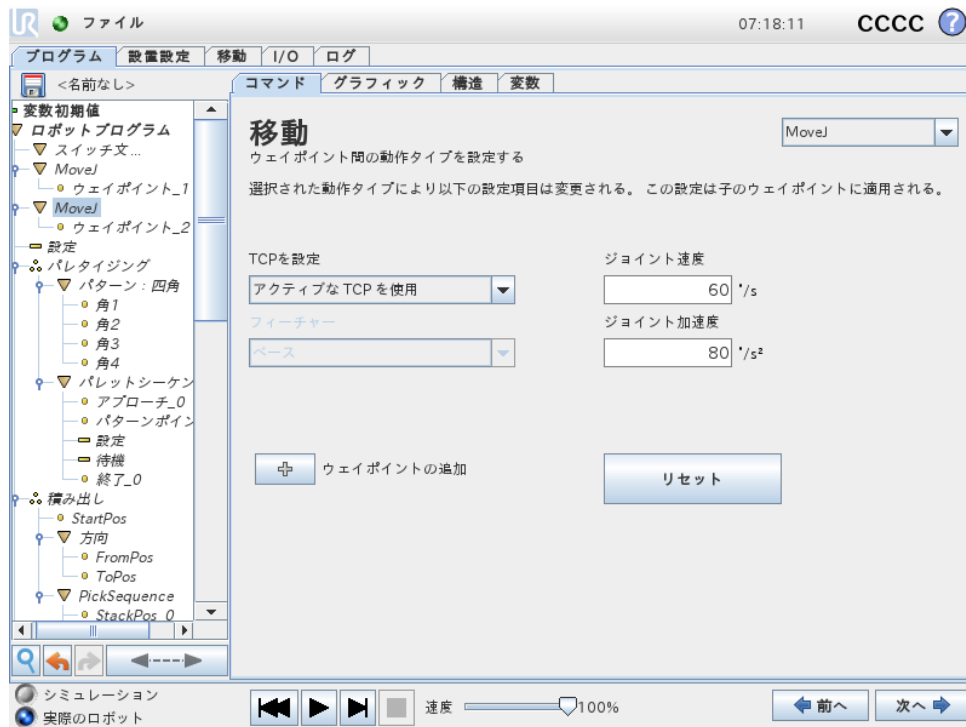 UR ファイル 07:18:11 CCCC ?
プログラム 設置設定 移動 I/O ログ
<名前なし>
コマンド グラフィック 構造 変数
変数初期値
ロボットプログラム
スイッチ文...
MoveJ
ウェイポイント_1
MoveJ
ウェイポイント_2
設定
パレタイジング
パターン：四角
角1
角2
角3
角4
パレットシーケン
アプローチ_0
パターンポイン
設定
待機
終了_0
積み出し
StartPos
方向
FromPos
ToPos
PickSequence
StackPos_0
移動
MoveJ
ウェイポイント間の動作タイプを設定する
選択された動作タイプにより以下の設定項目は変更される。 この設定は子のウェイポイントに適用される。
TCPを設定
アクティブな TCP を使用
フィーチャー
ベース
ジョイント速度
60 °/s
ジョイント加速度
80 °/s²
ウェイポイントの追加
リセット
シミュレーション
実際のロボット
速度 100%
前へ 次へ